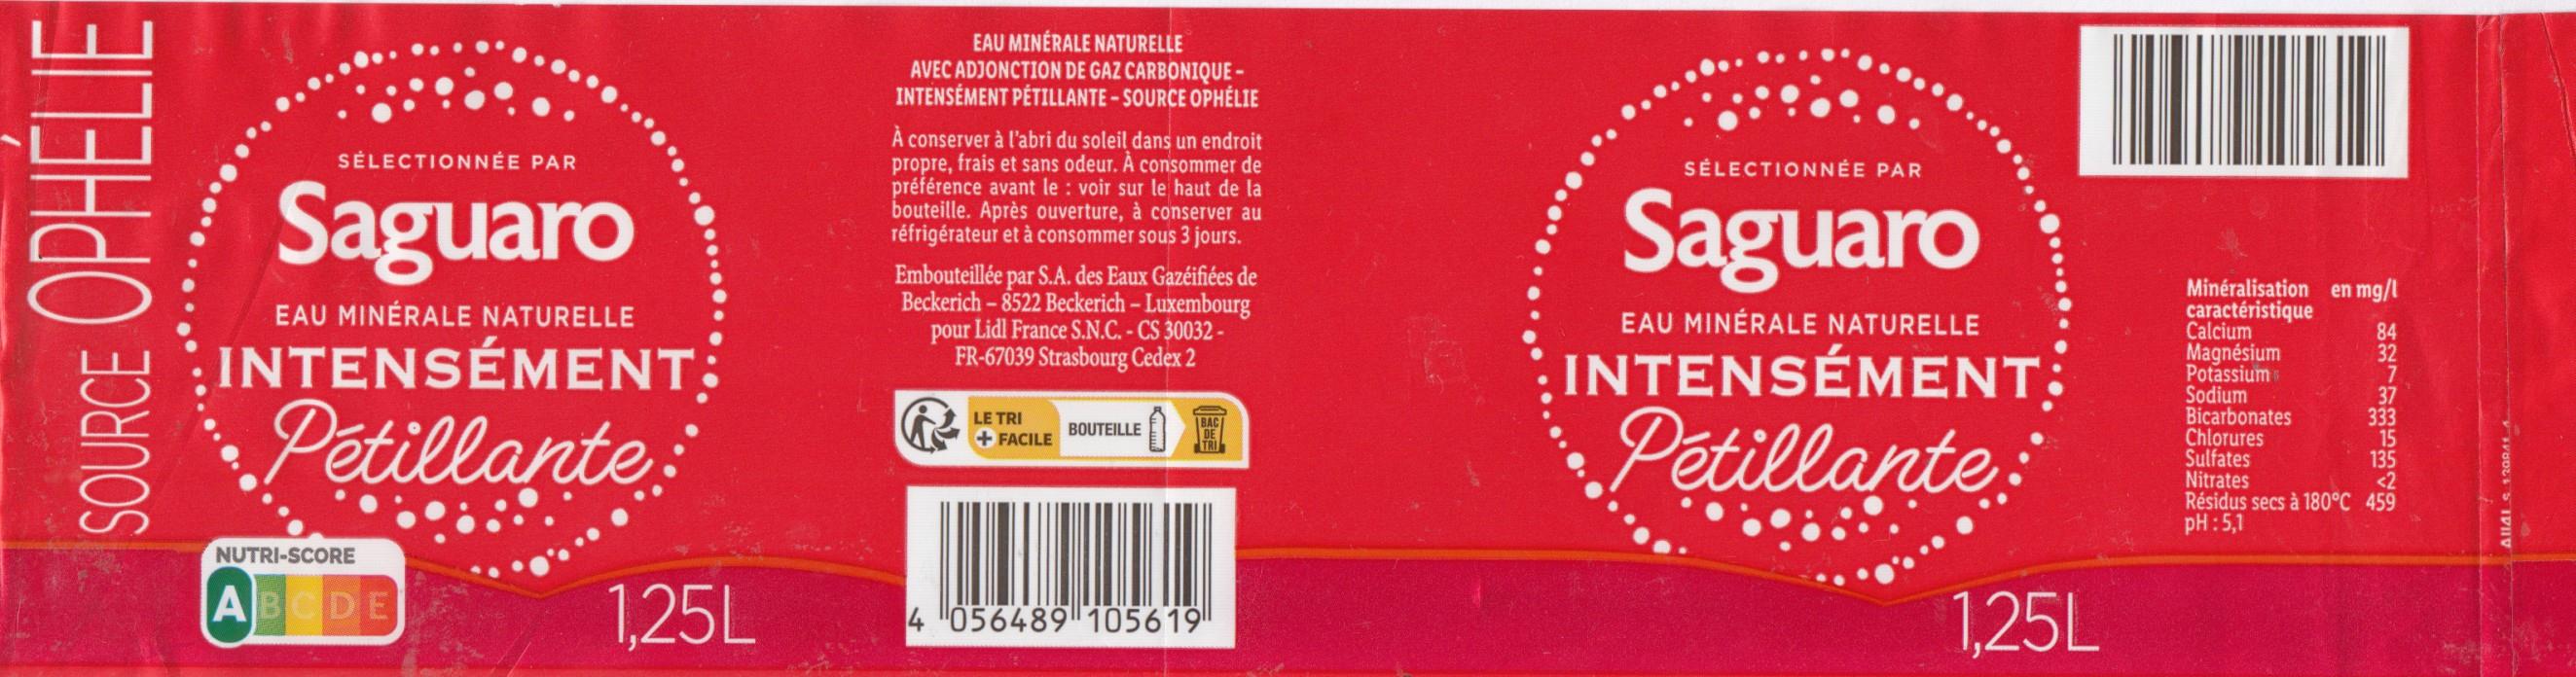 SOURCE OPHÉLIE
SÉLECTIONNÉE PAR
Saguaro
EAU MINÉRALE NATURELLE
INTENSÉMENT
Pétillante
NUTRI-SCORE
A B C D E
1,25L
EAU MINÉRALE NATURELLE
AVEC ADJONCTION DE GAZ CARBONIQUE –
INTENSÉMENT PÉTILLANTE – SOURCE OPHÉLIE
À conserver à l'abri du soleil dans un endroit
propre, frais et sans odeur. À consommer de
préférence avant le : voir sur le haut de la
bouteille. Après ouverture, à conserver au
réfrigérateur et à consommer sous 3 jours.
Embouteillée par S.A. des Eaux Gazéifiées de
Beckerich – 8522 Beckerich – Luxembourg
pour Lidl France S.N.C. - CS 30032 -
FR-67039 Strasbourg Cedex 2
LE TRI
+ FACILE
BOUTEILLE
BAC
DE
TRI
4 056489 105619
SÉLECTIONNÉE PAR
Saguaro
EAU MINÉRALE NATURELLE
INTENSÉMENT
Pétillante
1,25L
Minéralisation en mg/l
caractéristique
Calcium 84
Magnésium 32
Potassium 7
Sodium 37
Bicarbonates 333
Chlorures 15
Sulfates 135
Nitrates <2
Résidus secs à 180°C 459
pH : 5,1